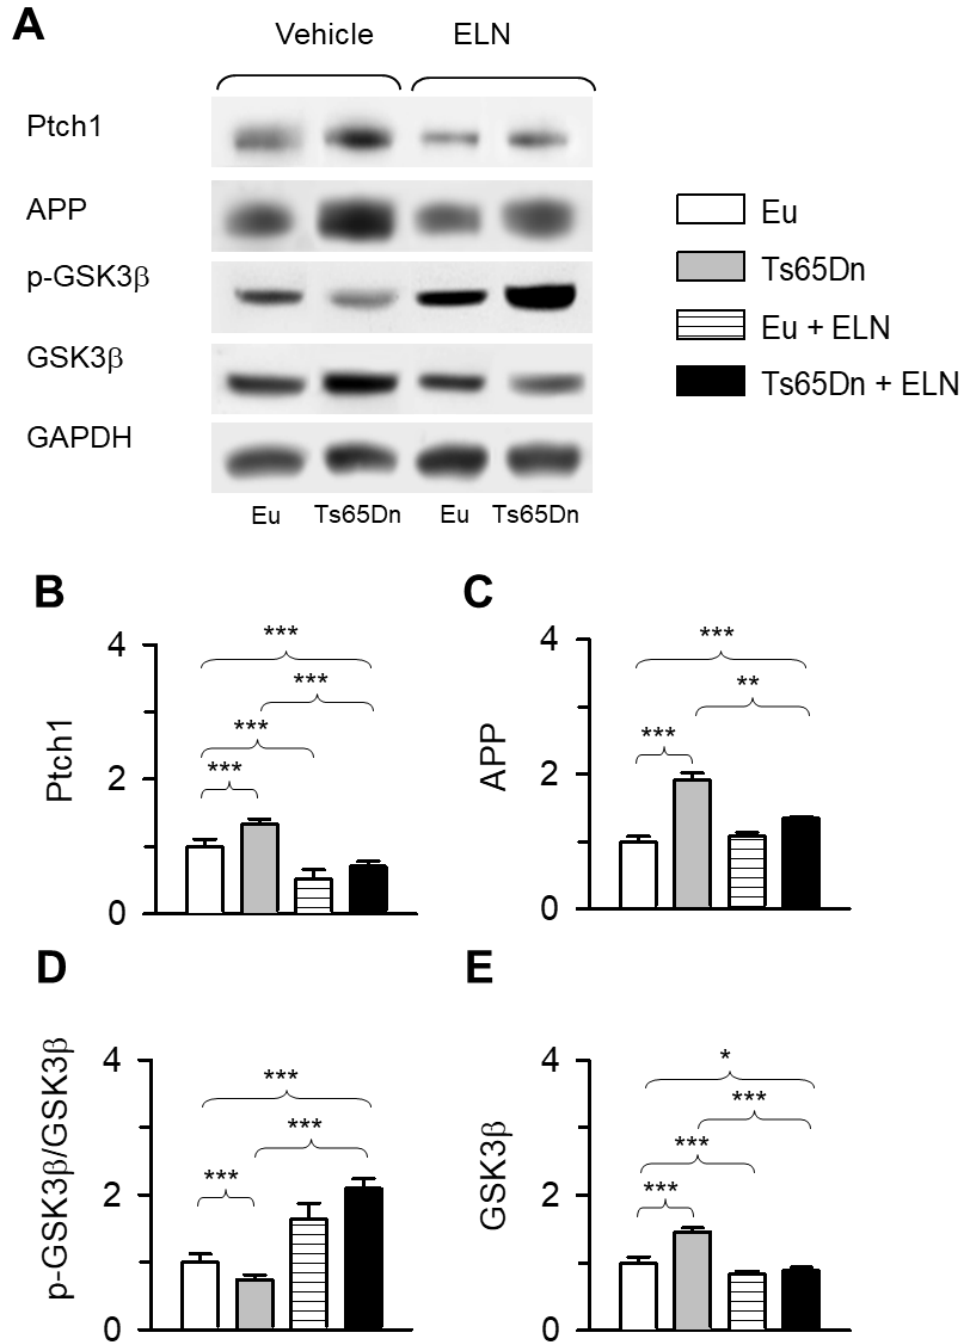 A
Vehicle ELN
Ptch1
APP
p-GSK3β
GSK3β
GAPDH
Eu Ts65Dn Eu Ts65Dn
Eu
Ts65Dn
Eu + ELN
Ts65Dn + ELN
B
Ptch1
4
2
0
***
***
***
***
C
APP
4
2
0
***
**
***
D
p-GSK3β/GSK3β
4
2
0
***
***
***
E
GSK3β
4
2
0
*
***
***
***